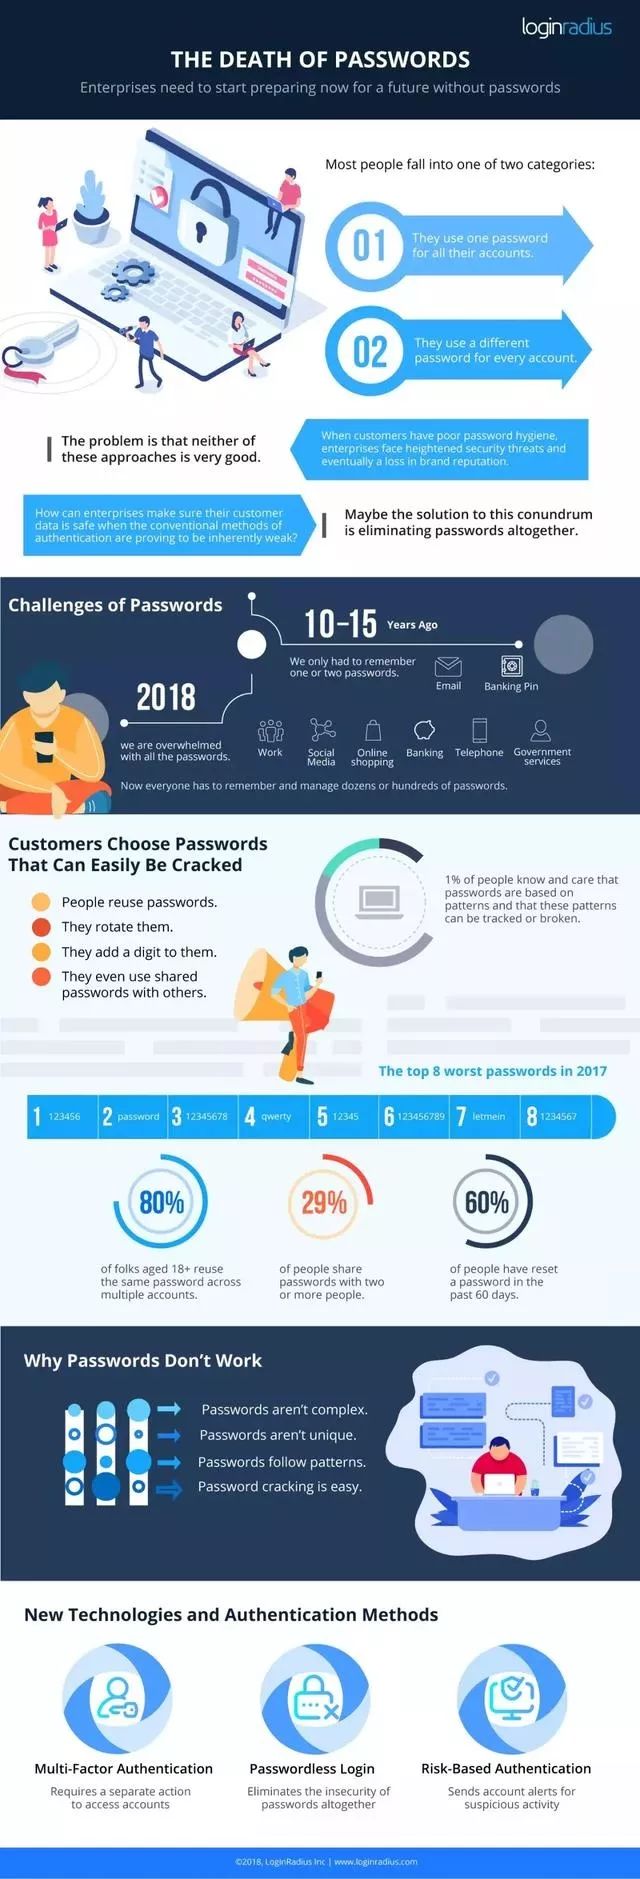 loginradius
THE DEATH OF PASSWORDS
Enterprises need to start preparing now for a future without passwords
Most people fall into one of two categories:
01
They use one password
for all their accounts.
02
They use a different
password for every account.
The problem is that neither of
these approaches is very good.
When customers have poor password hygiene,
enterprises face heightened security threats and
eventually a loss in brand reputation.
How can enterprises make sure their customer
data is safe when the conventional methods of
authentication are proving to be inherently weak?
Maybe the solution to this conundrum
is eliminating passwords altogether.
Challenges of Passwords
10-15 Years Ago
We only had to remember
one or two passwords.
Email
Banking Pin
2018
we are overwhelmed
with all the passwords.
Work
Social
Media
Online
shopping
Banking
Telephone
Government
services
Now everyone has to remember and manage dozens or hundreds of passwords.
Customers Choose Passwords
That Can Easily Be Cracked
People reuse passwords.
They rotate them.
They add a digit to them.
They even use shared
passwords with others.
1% of people know and care that
passwords are based on
patterns and that these patterns
can be tracked or broken.
The top 8 worst passwords in 2017
1 123456
2 password
3 12345678
4 qwerty
5 12345
6 123456789
7 letmein
8 1234567
80%
of folks aged 18+ reuse
the same password across
multiple accounts.
29%
of people share
passwords with two
or more people.
60%
of people have reset
a password in the
past 60 days.
Why Passwords Don't Work
Passwords aren't complex.
Passwords aren't unique.
Passwords follow patterns.
Password cracking is easy.
New Technologies and Authentication Methods
Multi-Factor Authentication
Requires a separate action
to access accounts
Passwordless Login
Eliminates the insecurity of
passwords altogether
Risk-Based Authentication
Sends account alerts for
suspicious activity
©2018, LoginRadius Inc | www.loginradius.com